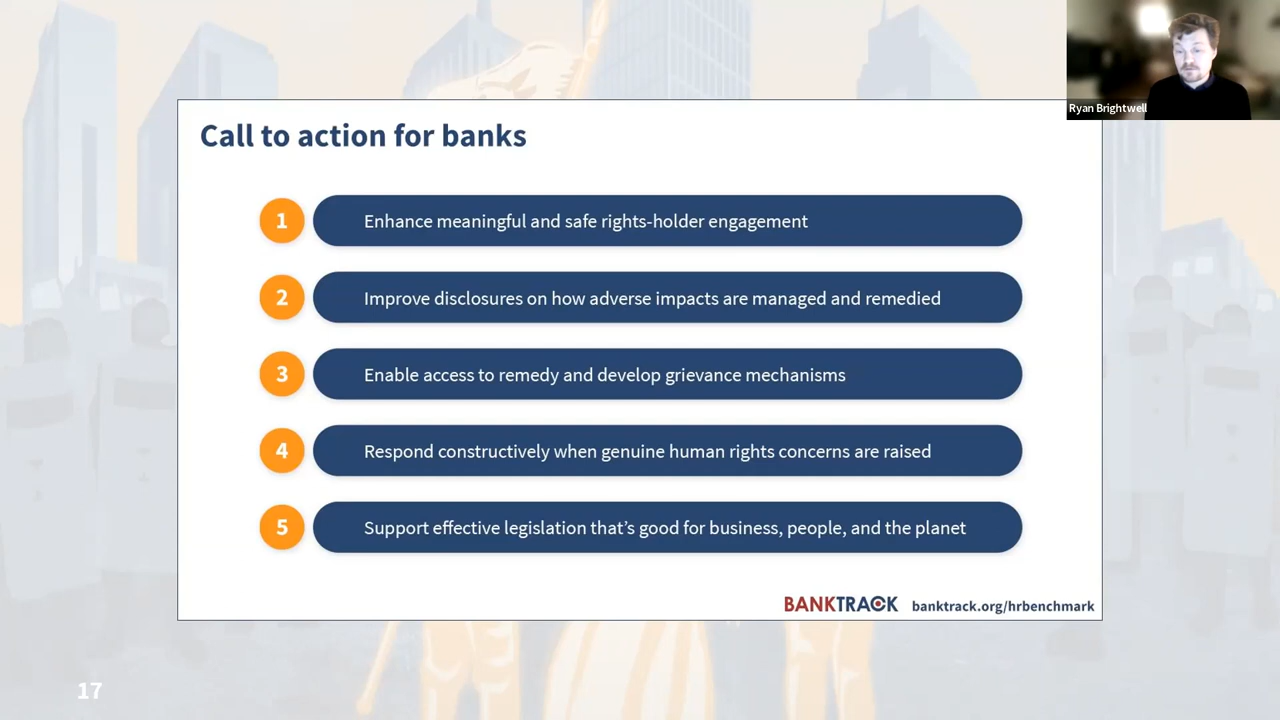 Ryan Brightwell
Call to action for banks
1 Enhance meaningful and safe rights-holder engagement
2 Improve disclosures on how adverse impacts are managed and remedied
3 Enable access to remedy and develop grievance mechanisms
4 Respond constructively when genuine human rights concerns are raised
5 Support effective legislation that’s good for business, people, and the planet
BANKTRACK banktrack.org/hrbenchmark
17